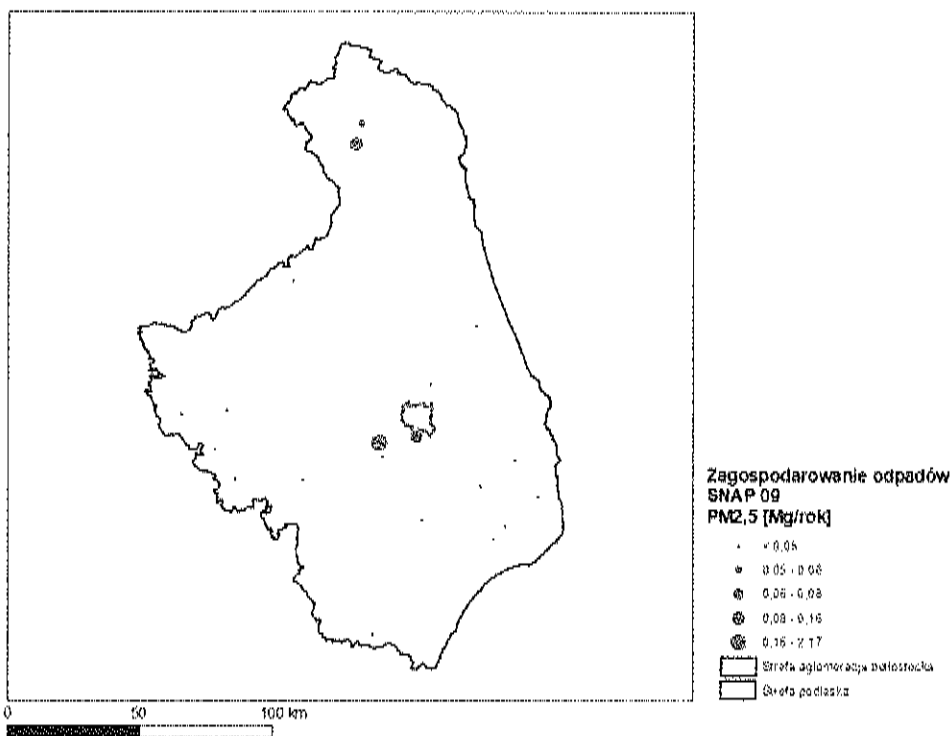 Zagospodarowanie odpadów
SNAP 09
PM2,5 [Mg/rok]
< 0,05
0,05 - 0,06
0,06 - 0,08
0,08 - 0,16
0,16 - 2,17
Strefa aglomeracja białostocka
Strefa podlaska
0 50 100 km